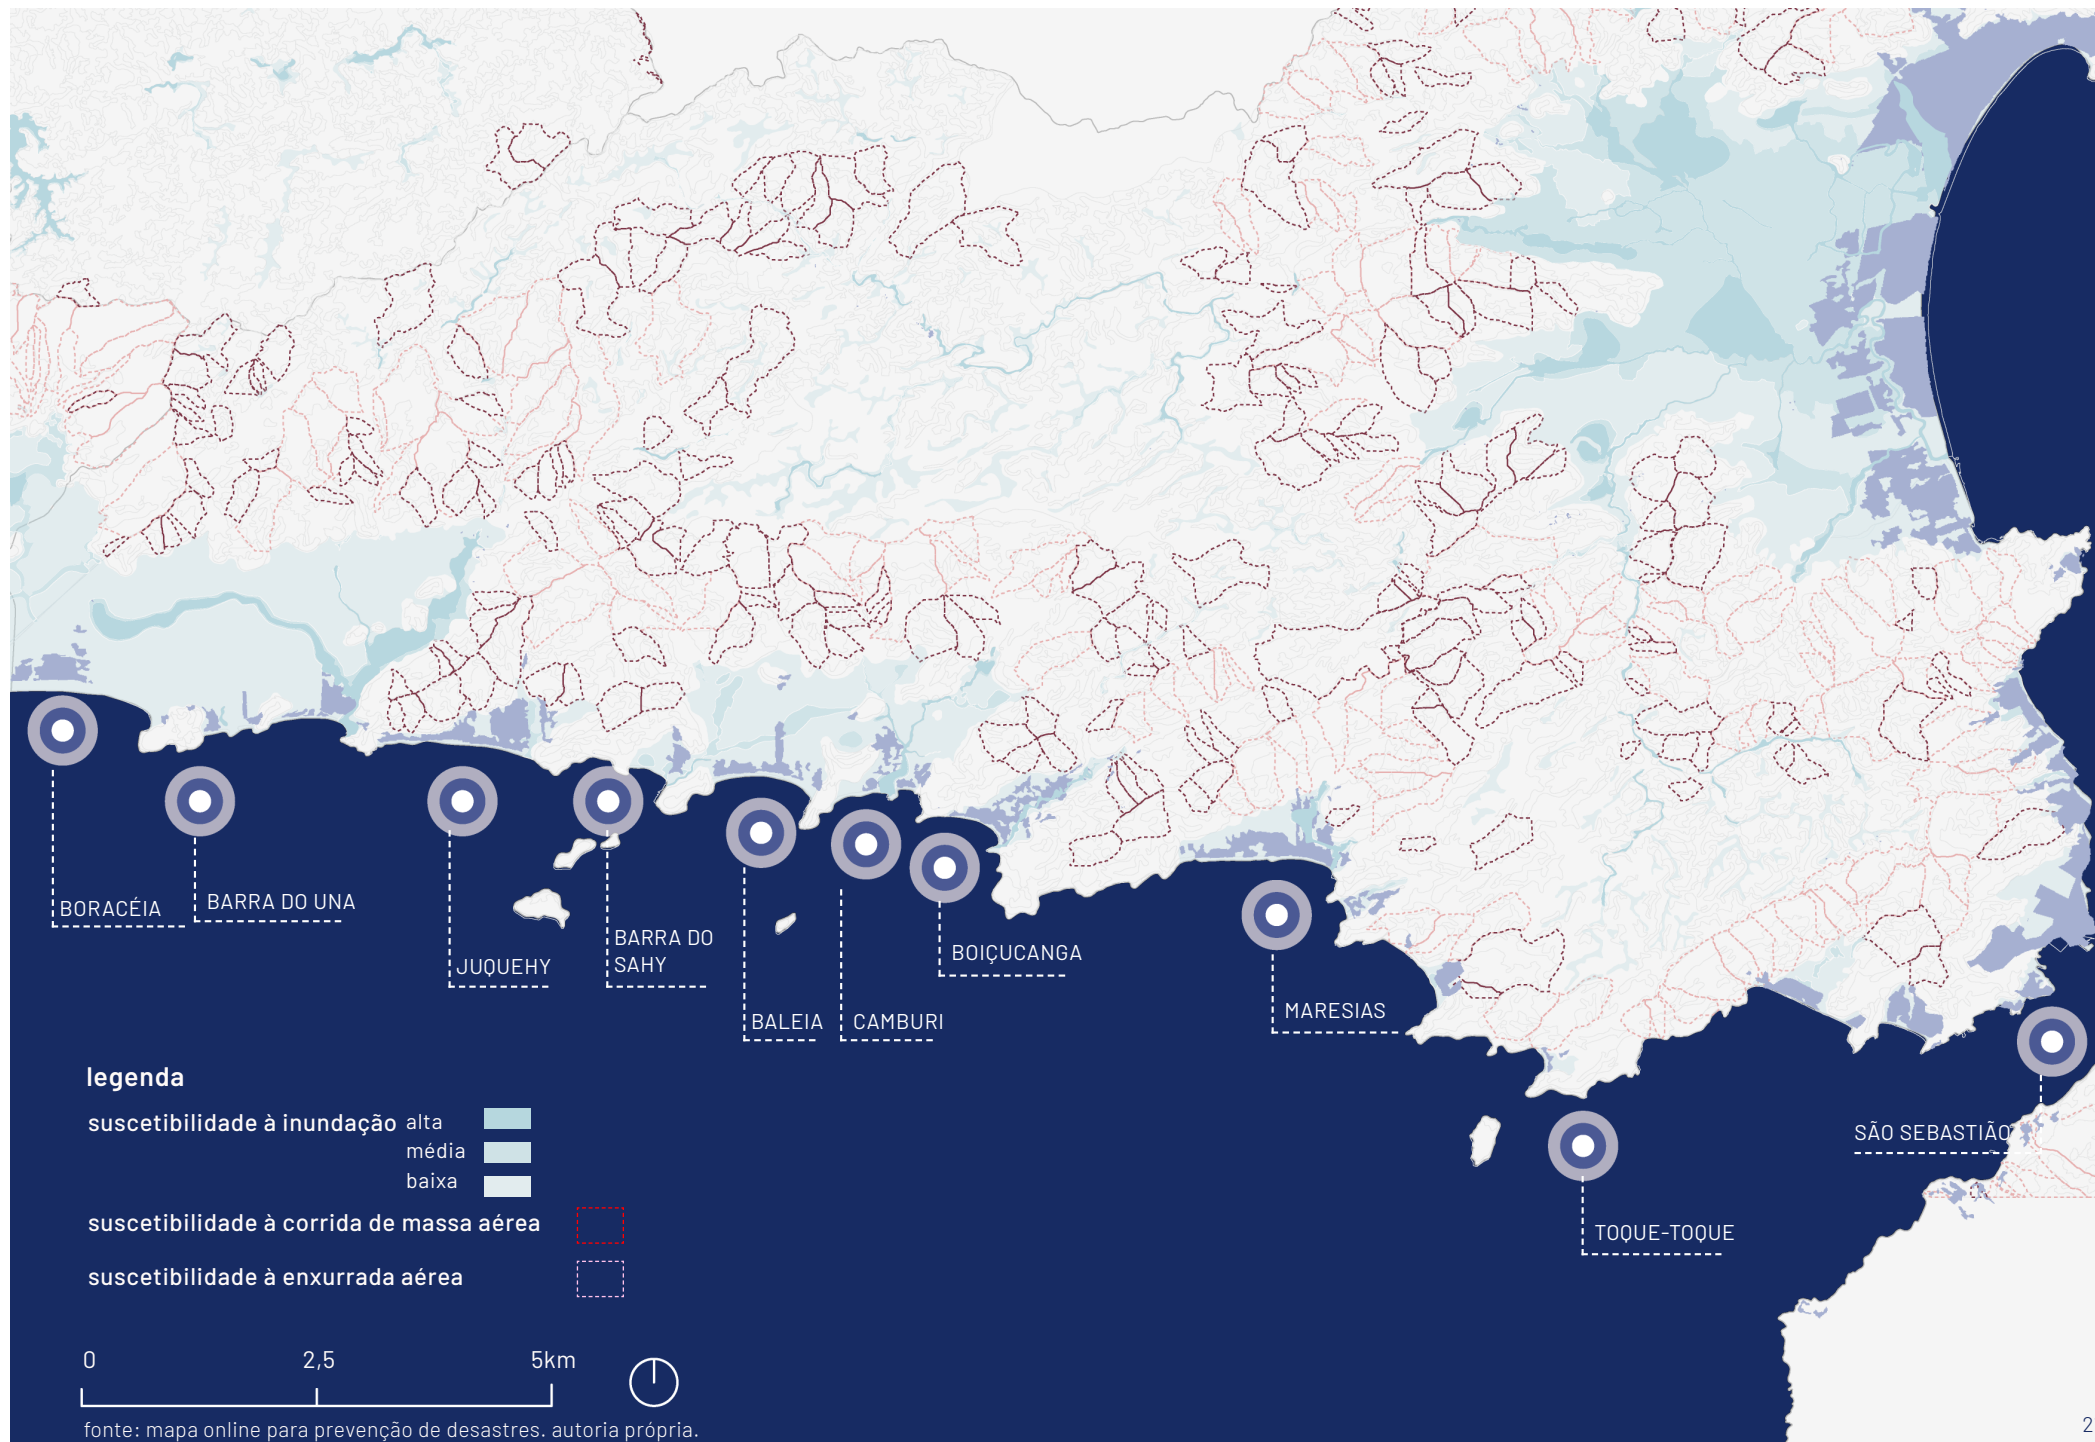 BORACÉIA
BARRA DO UNA
JUQUEHY
BARRA DO
SAHY
BALEIA
CAMBURI
BOIÇUCANGA
MARESIAS
TOQUE-TOQUE
SÃO SEBASTIÃO
legenda
suscetibilidade à inundação alta
média
baixa
suscetibilidade à corrida de massa aérea
suscetibilidade à enxurrada aérea
0 2,5 5km
fonte: mapa online para prevenção de desastres. autoria própria.
2